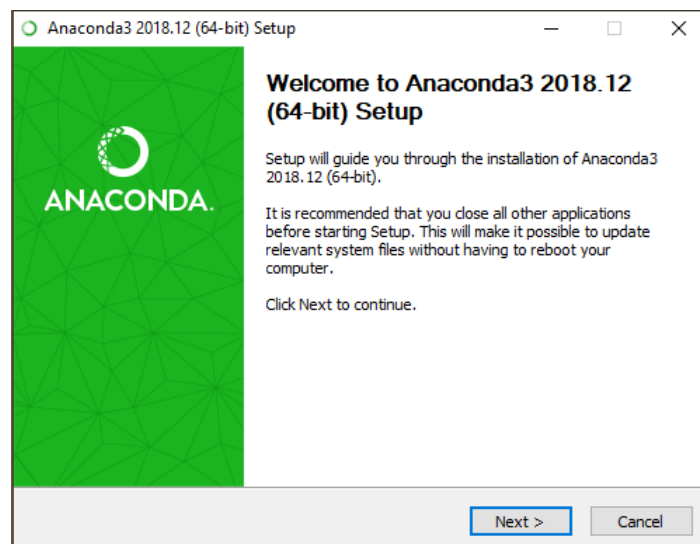 Anaconda3 2018.12 (64-bit) Setup
ANACONDA.
Welcome to Anaconda3 2018.12
(64-bit) Setup
Setup will guide you through the installation of Anaconda3
2018.12 (64-bit).
It is recommended that you close all other applications
before starting Setup. This will make it possible to update
relevant system files without having to reboot your
computer.
Click Next to continue.
Next >
Cancel